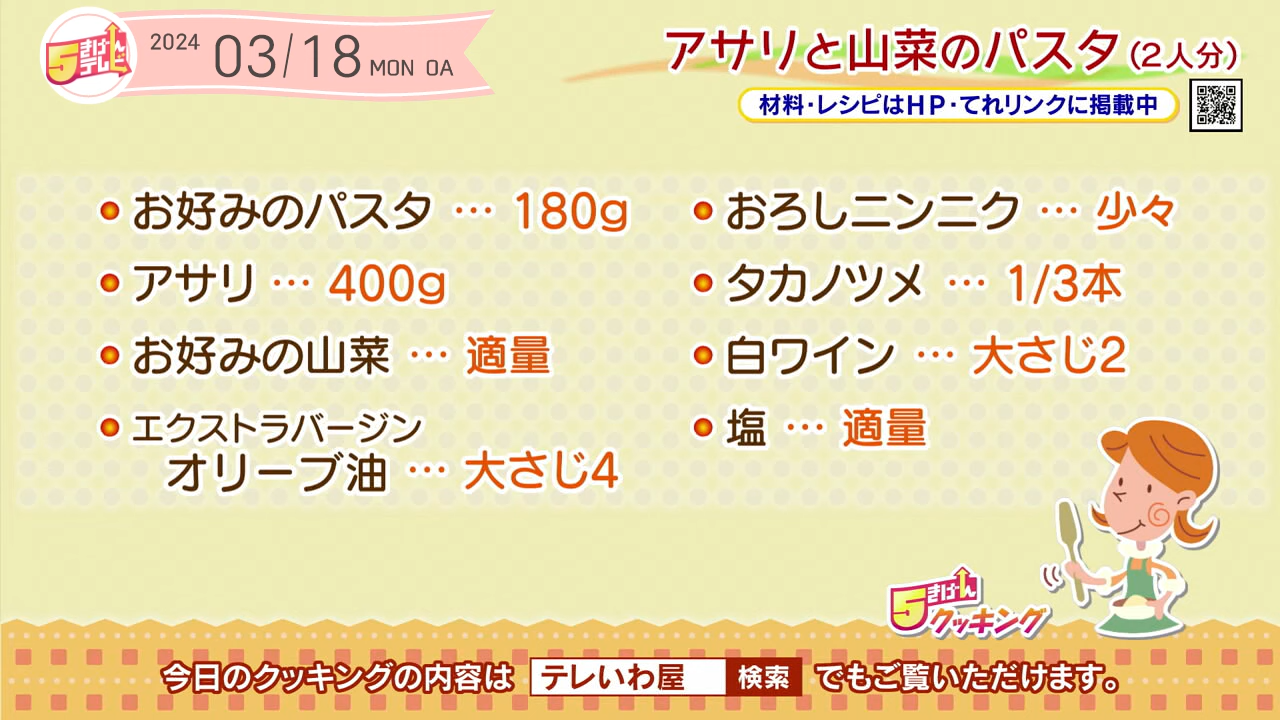 5きげんテレビ
2024 03/18 MON OA
アサリと山菜のパスタ(2人分)
材料・レシピはHP・てれリンクに掲載中
お好みのパスタ … 180g
アサリ … 400g
お好みの山菜 … 適量
エクストラバージン
オリーブ油 … 大さじ4
おろしニンニク … 少々
タカノツメ … 1/3本
白ワイン … 大さじ2
塩 … 適量
5きげんクッキング
今日のクッキングの内容は テレいわ屋 検索 でもご覧いただけます。